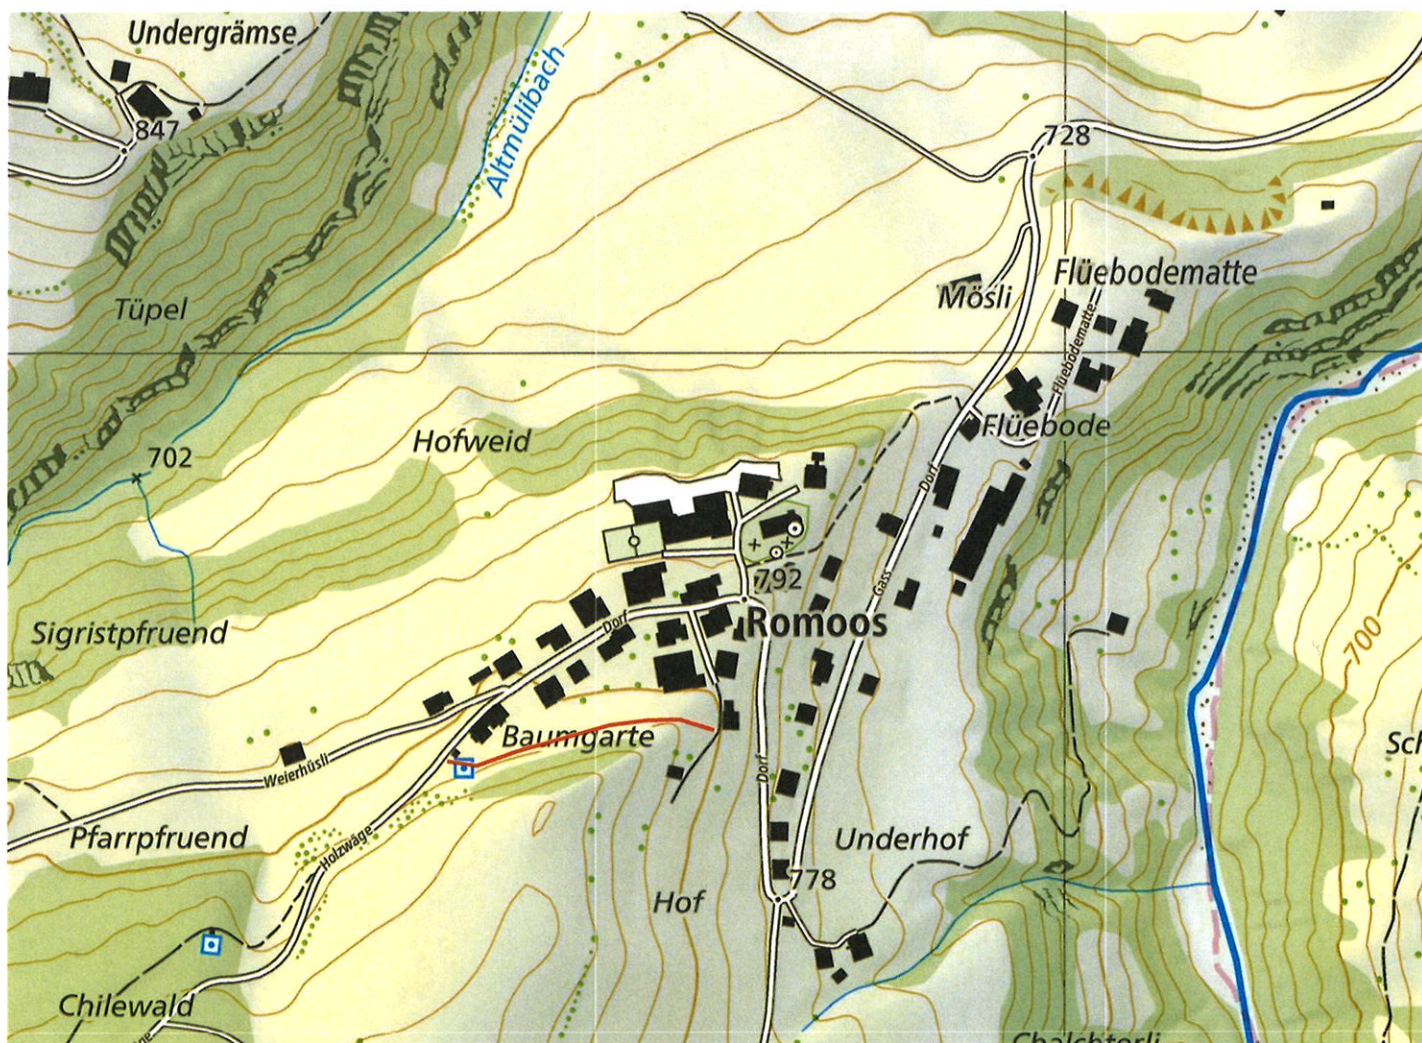 Undergrämse
847
Altmülibach
728
Tüpel
Mösli
Flüebodematte
Flüebodematte
702
Hofweid
Flüebode
Dorf
Gass
792
Romoos
Dorf
Sigristpfruend
-700
Baumgarte
Weierhüsli
Dorf
Sch
Pfarrpfruend
Holzwäge
Underhof
778
Hof
Chilewald